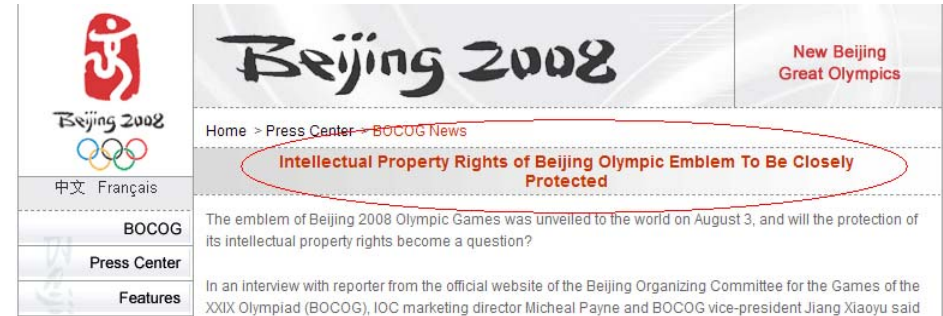 Beijing 2008
New Beijing
Great Olympics
Beijing 2008
中文 Français
BOCOG
Press Center
Features
Home > Press Center > BOCOG News
Intellectual Property Rights of Beijing Olympic Emblem To Be Closely
Protected
The emblem of Beijing 2008 Olympic Games was unveiled to the world on August 3, and will the protection of
its intellectual property rights become a question?
In an interview with reporter from the official website of the Beijing Organizing Committee for the Games of the
XXIX Olympiad (BOCOG), IOC marketing director Micheal Payne and BOCOG vice-president Jiang Xiaoyu said